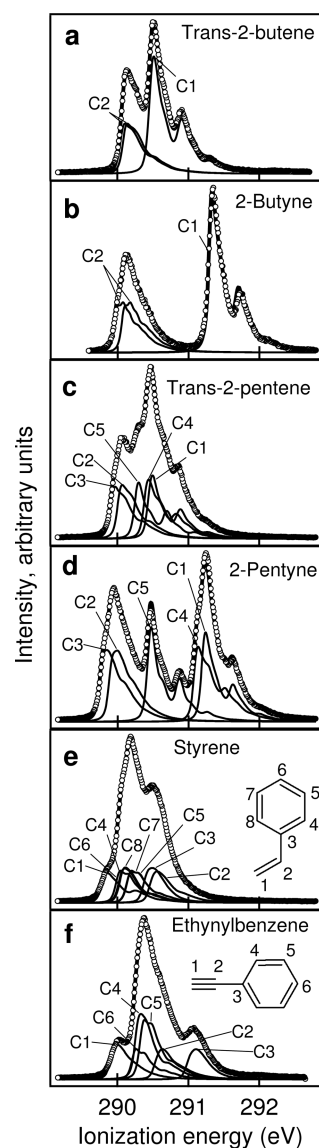 Intensity, arbitrary units
a
Trans-2-butene
C1
C2
b
2-Butyne
C1
C2
c
Trans-2-pentene
C5
C4
C2
C1
C3
d
2-Pentyne
C1
C2
C5
C4
C3
e
Styrene
6
7
5
8
4
3
1
2
C4
C8
C7
C5
C6
C3
C1
C2
f
Ethynylbenzene
4
5
1
2
3
6
C4
C5
C6
C2
C1
C3
290
291
292
Ionization energy (eV)